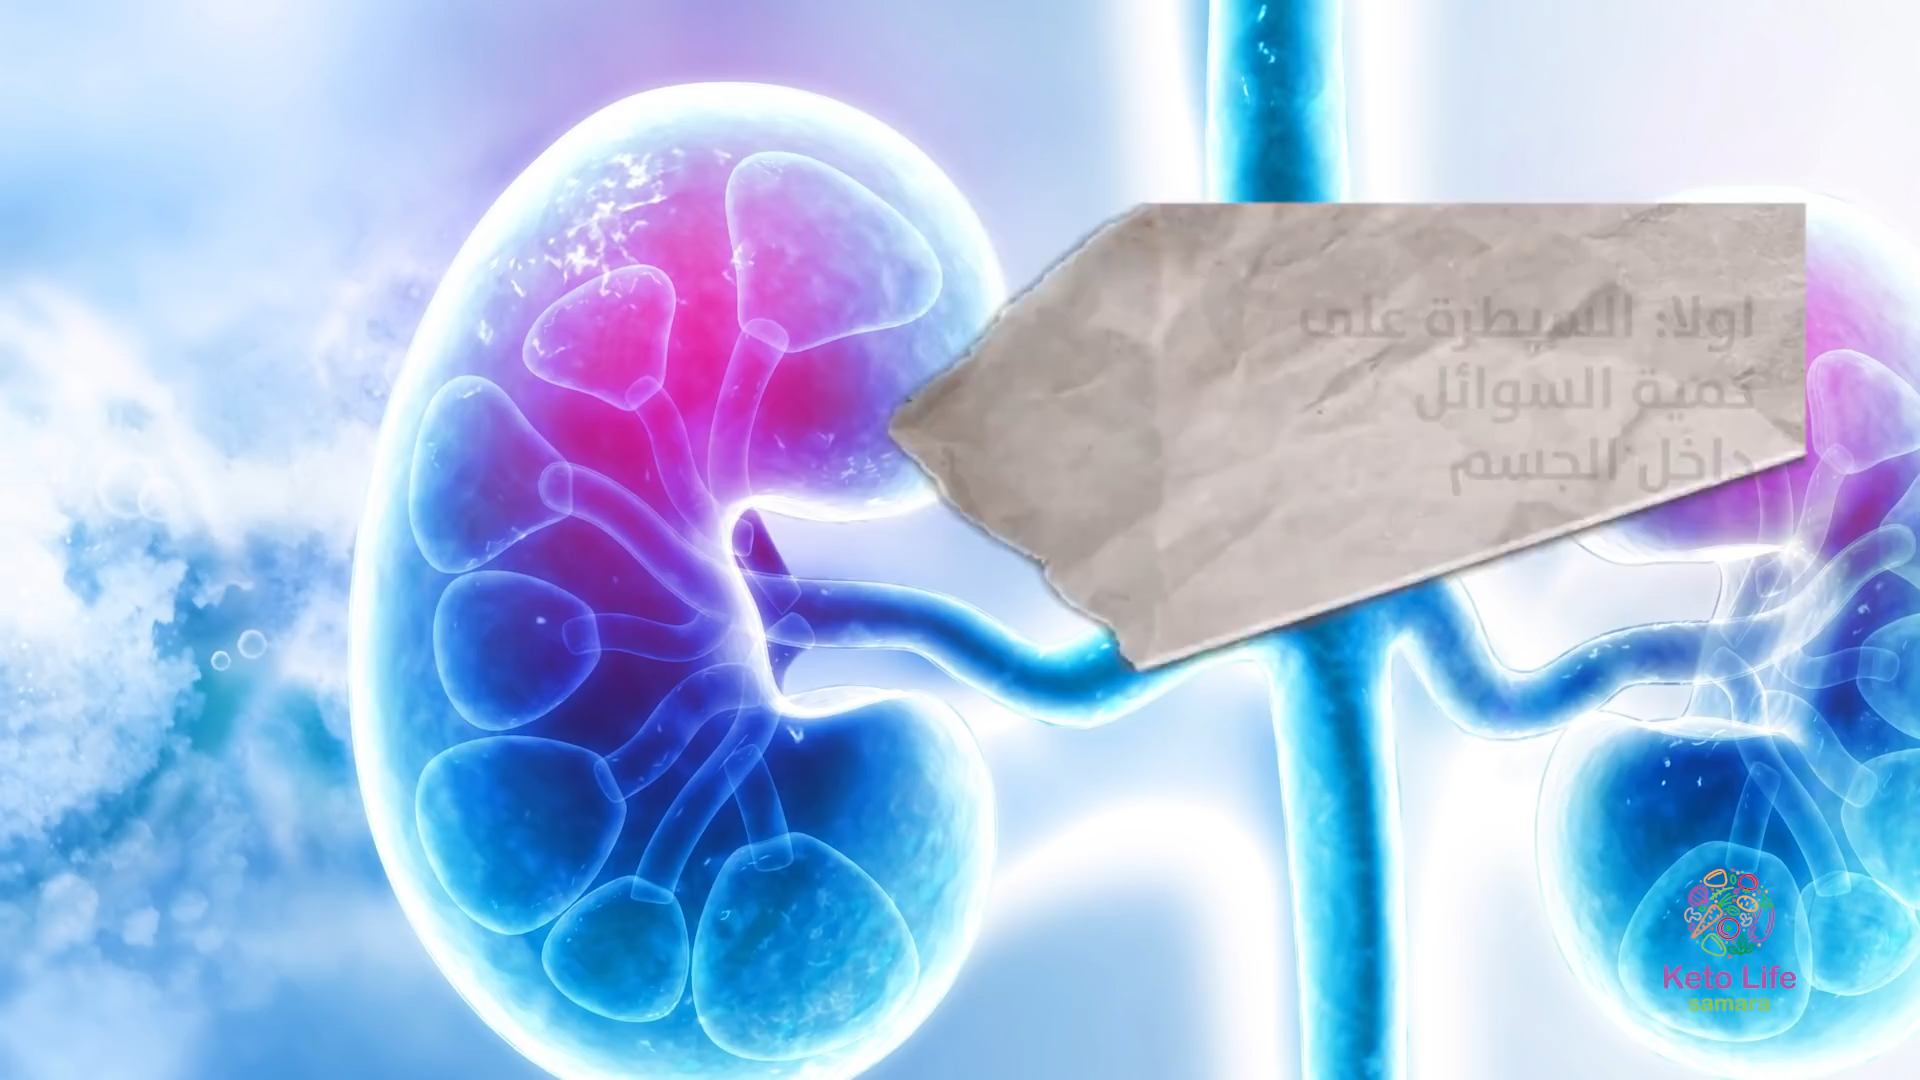 اولا: السيطرة على
كمية السوائل
داخل الجسم
Keto Life
samara